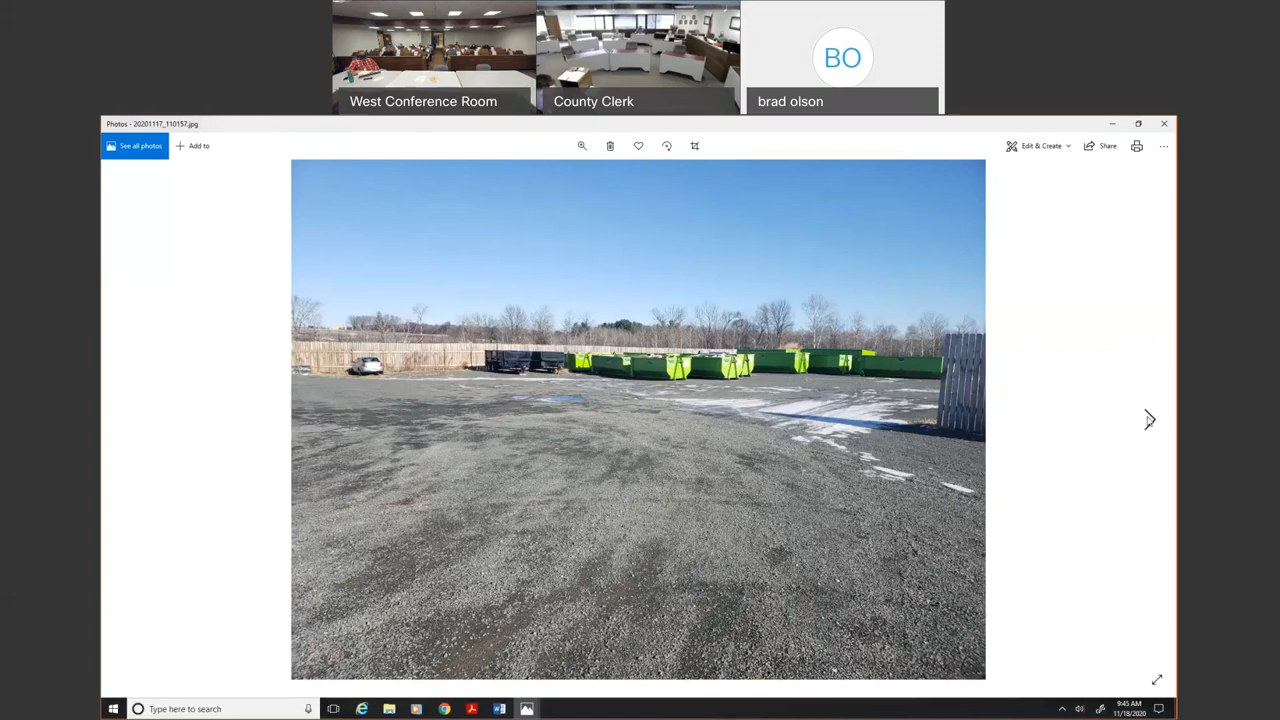 BO
West Conference Room
County Clerk
brad olson
Photos - 20201117_110157.jpg
See all photos
Add to
Edit & Create
Share
Type here to search
9:45 AM
11/18/2020